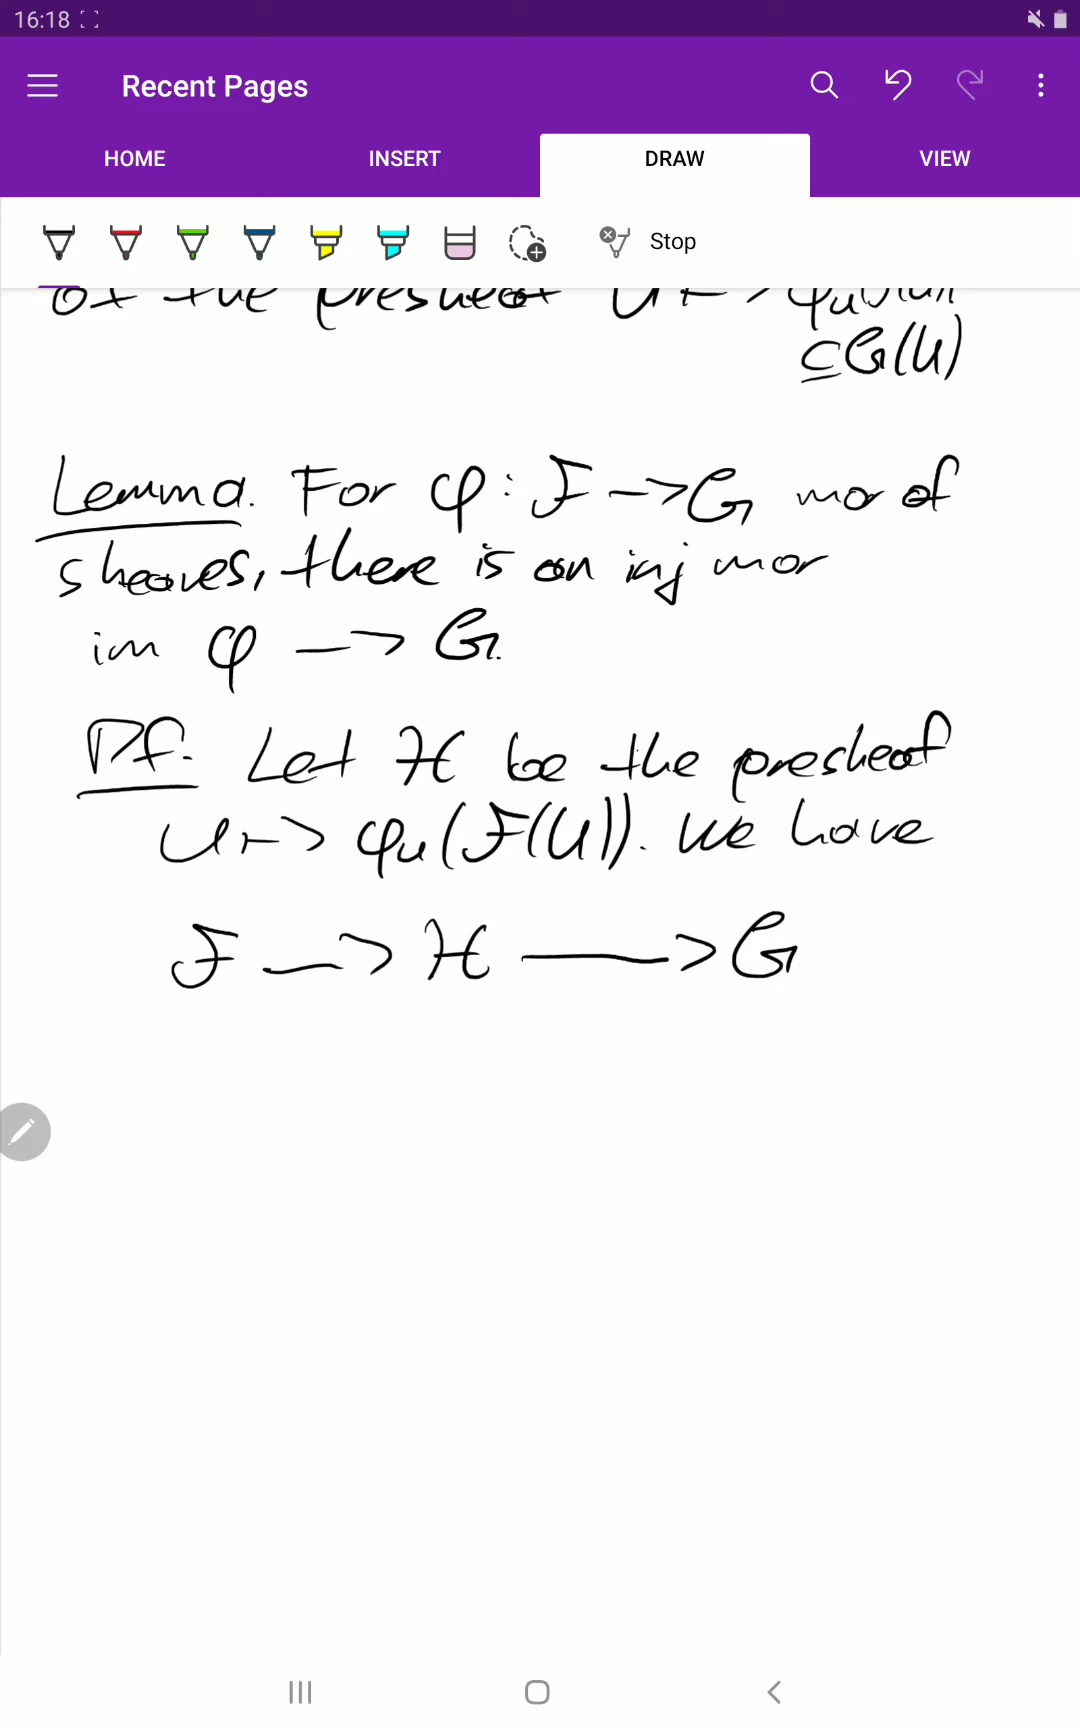 16:18
Recent Pages
HOME INSERT DRAW VIEW
Stop
of the presheaf U ↦ φ_U(F(U))
⊆ G(U)
Lemma. For φ: F → G mor of
sheaves, there is an inj mor
im φ → G.
Pf. Let H be the presheaf
U ↦ φ_U(F(U)). We have
F → H → G